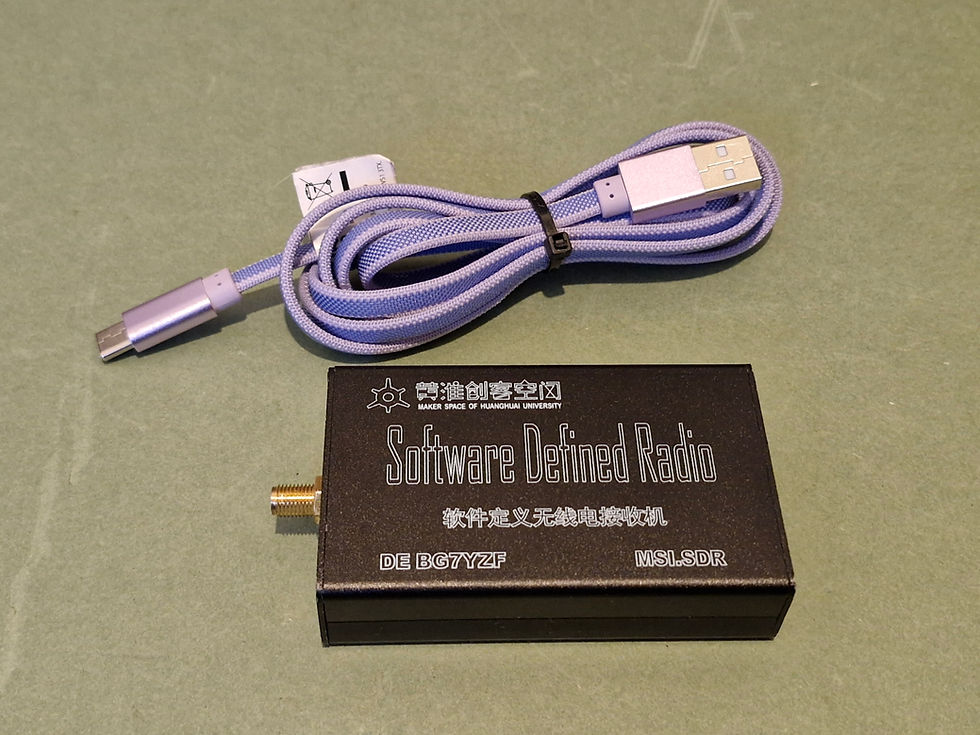 黄淮创客空间
MAKER SPACE OF HUANGHUAI UNIVERSITY
Software Defined Radio
软件定义无线电接收机
DE BG7YZF
MSI.SDR